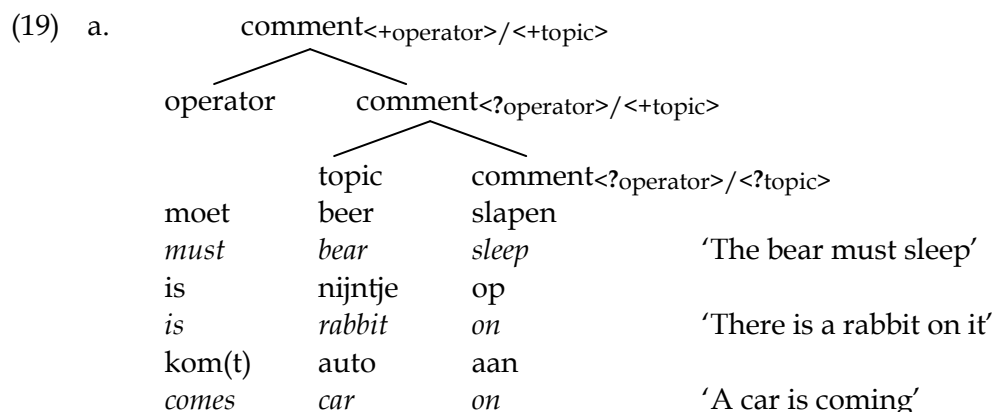 (19) a. comment<+operator>/<+topic>
operator comment<?operator>/<+topic>
topic comment<?operator>/<?topic>
moet beer slapen
must bear sleep 'The bear must sleep'
is nijntje op
is rabbit on 'There is a rabbit on it'
kom(t) auto aan
comes car on 'A car is coming'